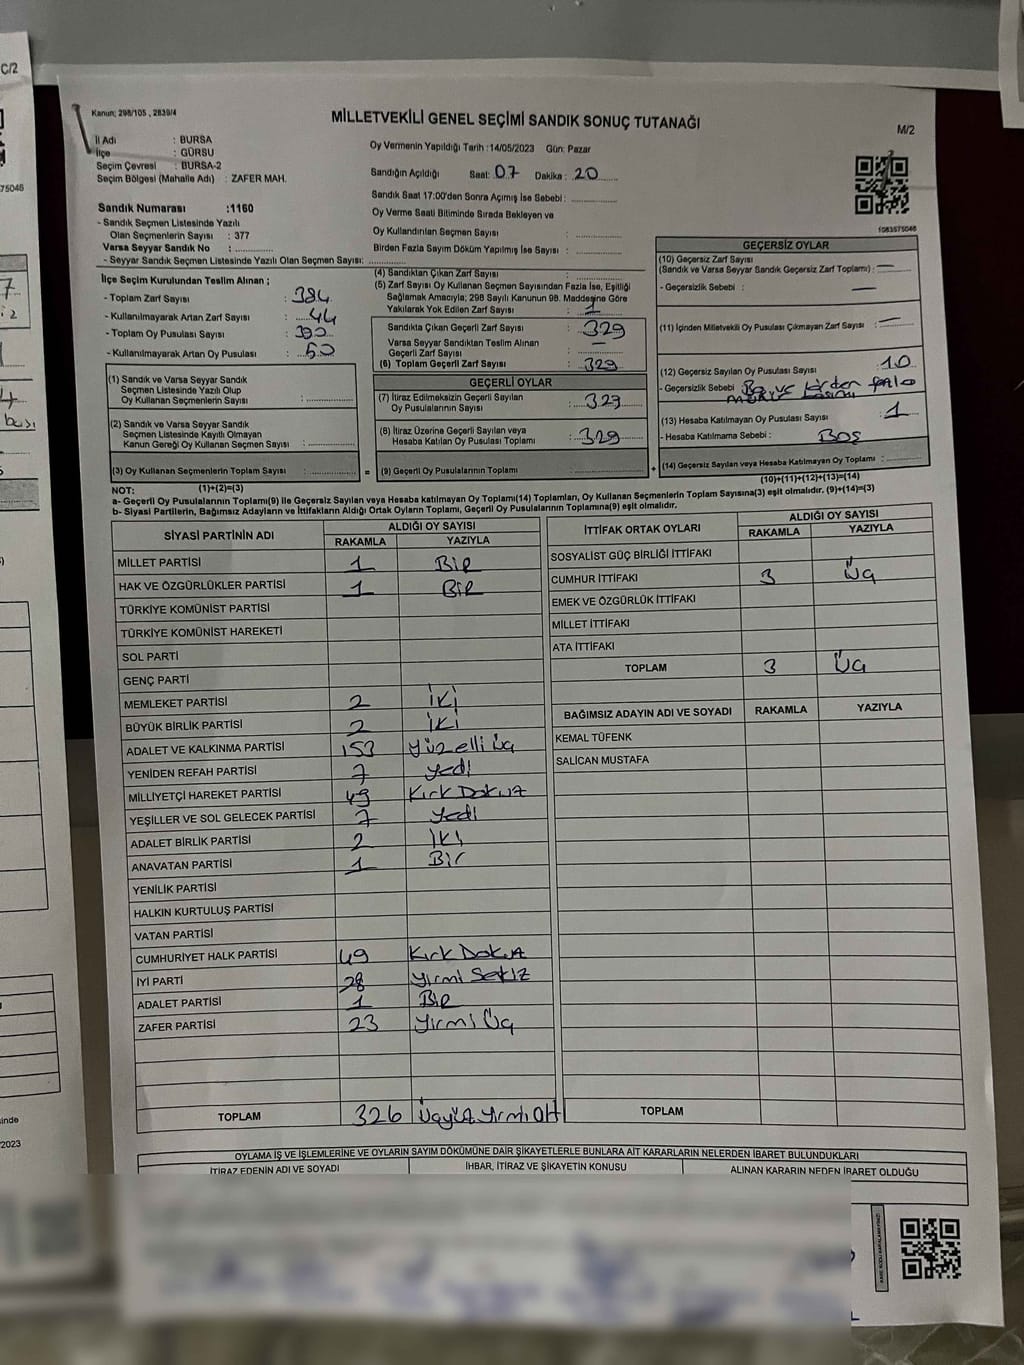 C/2
75046
Kanun; 298/105 , 2839/4
MİLLETVEKİLİ GENEL SEÇİMİ SANDIK SONUÇ TUTANAĞI
M/2
İl Adı : BURSA
İlçe : GÜRSU
Seçim Çevresi : BURSA-2
Seçim Bölgesi (Mahalle Adı) : ZAFER MAH.
Oy Vermenin Yapıldığı Tarih :14/05/2023 Gün: Pazar
Sandığın Açıldığı Saat: 07 Dakika : 20
Sandık Saat 17:00'den Sonra Açımış İse Sebebi: ............
Oy Verme Saati Bitiminde Sırada Bekleyen ve
Oy Kullandırılan Seçmen Sayısı : ............
Birden Fazla Sayım Döküm Yapılmış İse Sayısı : ............
1083575046
Sandık Numarası :1160
- Sandık Seçmen Listesinde Yazılı
Olan Seçmenlerin Sayısı : 377
Varsa Seyyar Sandık No : ............
- Seyyar Sandık Seçmen Listesinde Yazılı Olan Seçmen Sayısı: ............
İlçe Seçim Kurulundan Teslim Alınan ;
- Toplam Zarf Sayısı : 384
- Kullanılmayarak Artan Zarf Sayısı : 44
- Toplam Oy Pusulası Sayısı : 390
- Kullanılmayarak Artan Oy Pusulası : 50
(1) Sandık ve Varsa Seyyar Sandık
Seçmen Listesinde Yazılı Olup
Oy Kullanan Seçmenlerin Sayısı : ............
(2) Sandık ve Varsa Seyyar Sandık
Seçmen Listesinde Kayıtlı Olmayan
Kanun Gereği Oy Kullanan Seçmen Sayısı : ............
(3) Oy Kullanan Seçmenlerin Toplam Sayısı : ............
(4) Sandıktan Çıkan Zarf Sayısı : ............
(5) Zarf Sayısı Oy Kullanan Seçmen Sayısından Fazla İse, Eşitliği
Sağlamak Amacıyla; 298 Sayılı Kanunun 98. Maddesine Göre
Yakılarak Yok Edilen Zarf Sayısı : 1
Sandıkta Çıkan Geçerli Zarf Sayısı : 329
Varsa Seyyar Sandıktan Teslim Alınan
Geçerli Zarf Sayısı : —
(6) Toplam Geçerli Zarf Sayısı : 329
GEÇERLİ OYLAR
(7) İtiraz Edilmeksizin Geçerli Sayılan
Oy Pusulalarının Sayısı : 329
(8) İtiraz Üzerine Geçerli Sayılan veya
Hesaba Katılan Oy Pusulası Toplamı : 329
= (9) Geçerli Oy Pusulalarının Toplamı : ............
GEÇERSİZ OYLAR
(10) Geçersiz Zarf Sayısı
(Sandık ve Varsa Seyyar Sandık Geçersiz Zarf Toplamı) : —
- Geçersizlik Sebebi : —
(11) İçinden Milletvekili Oy Pusulası Çıkmayan Zarf Sayısı : —
(12) Geçersiz Sayılan Oy Pusulası Sayısı : 10
- Geçersizlik Sebebi birden fazla
(13) Hesaba Katılmayan Oy Pusulası Sayısı : 1
- Hesaba Katılmama Sebebi : BOŞ
+ (14) Geçersiz Sayılan veya Hesaba Katılmayan Oy Toplamı : ............
NOT: (1)+(2)=(3)
(10)+(11)+(12)+(13)=(14)
a- Geçerli Oy Pusulalarının Toplamı(9) ile Geçersiz Sayılan veya Hesaba katılmayan Oy Toplamı(14) Toplamları, Oy Kullanan Seçmenlerin Toplam Sayısına(3) eşit olmalıdır. (9)+(14)=(3)
b- Siyasi Partilerin, Bağımsız Adayların ve İttifakların Aldığı Ortak Oyların Toplamı, Geçerli Oy Pusulalarının Toplamına(9) eşit olmalıdır.
SİYASİ PARTİNİN ADI ALDIĞI OY SAYISI
RAKAMLA YAZIYLA
MİLLET PARTİSİ 1 BİR
HAK VE ÖZGÜRLÜKLER PARTİSİ 1 BİR
TÜRKİYE KOMÜNİST PARTİSİ
TÜRKİYE KOMÜNİST HAREKETİ
SOL PARTİ
GENÇ PARTİ
MEMLEKET PARTİSİ 2 İki
BÜYÜK BİRLİK PARTİSİ 2 İki
ADALET VE KALKINMA PARTİSİ 153 Yüzelli üç
YENİDEN REFAH PARTİSİ 7 Yedi
MİLLİYETÇİ HAREKET PARTİSİ 49 Kırk Dokuz
YEŞİLLER VE SOL GELECEK PARTİSİ 7 Yedi
ADALET BİRLİK PARTİSİ 2 İki
ANAVATAN PARTİSİ 1 Bir
YENİLİK PARTİSİ
HALKIN KURTULUŞ PARTİSİ
VATAN PARTİSİ
CUMHURİYET HALK PARTİSİ 49 Kırk Dokuz
İYİ PARTİ 28 Yirmi Sekiz
ADALET PARTİSİ 1 Bir
ZAFER PARTİSİ 23 Yirmi Üç
TOPLAM 326 Üçyüz yirmi altı
İTTİFAK ORTAK OYLARI ALDIĞI OY SAYISI
RAKAMLA YAZIYLA
SOSYALİST GÜÇ BİRLİĞİ İTTİFAKI
CUMHUR İTTİFAKI 3 Üç
EMEK VE ÖZGÜRLÜK İTTİFAKI
MİLLET İTTİFAKI
ATA İTTİFAKI
TOPLAM 3 Üç
BAĞIMSIZ ADAYIN ADI VE SOYADI RAKAMLA YAZIYLA
KEMAL TÜFENK
SALİCAN MUSTAFA
TOPLAM
OYLAMA İŞ VE İŞLEMLERİNE VE OYLARIN SAYIM DÖKÜMÜNE DAİR ŞİKAYETLERLE BUNLARA AİT KARARLARIN NELERDEN İBARET BULUNDUKLARI
İTİRAZ EDENİN ADI VE SOYADI İHBAR, İTİRAZ VE ŞİKAYETİN KONUSU ALINAN KARARIN NEDEN İBARET OLDUĞU